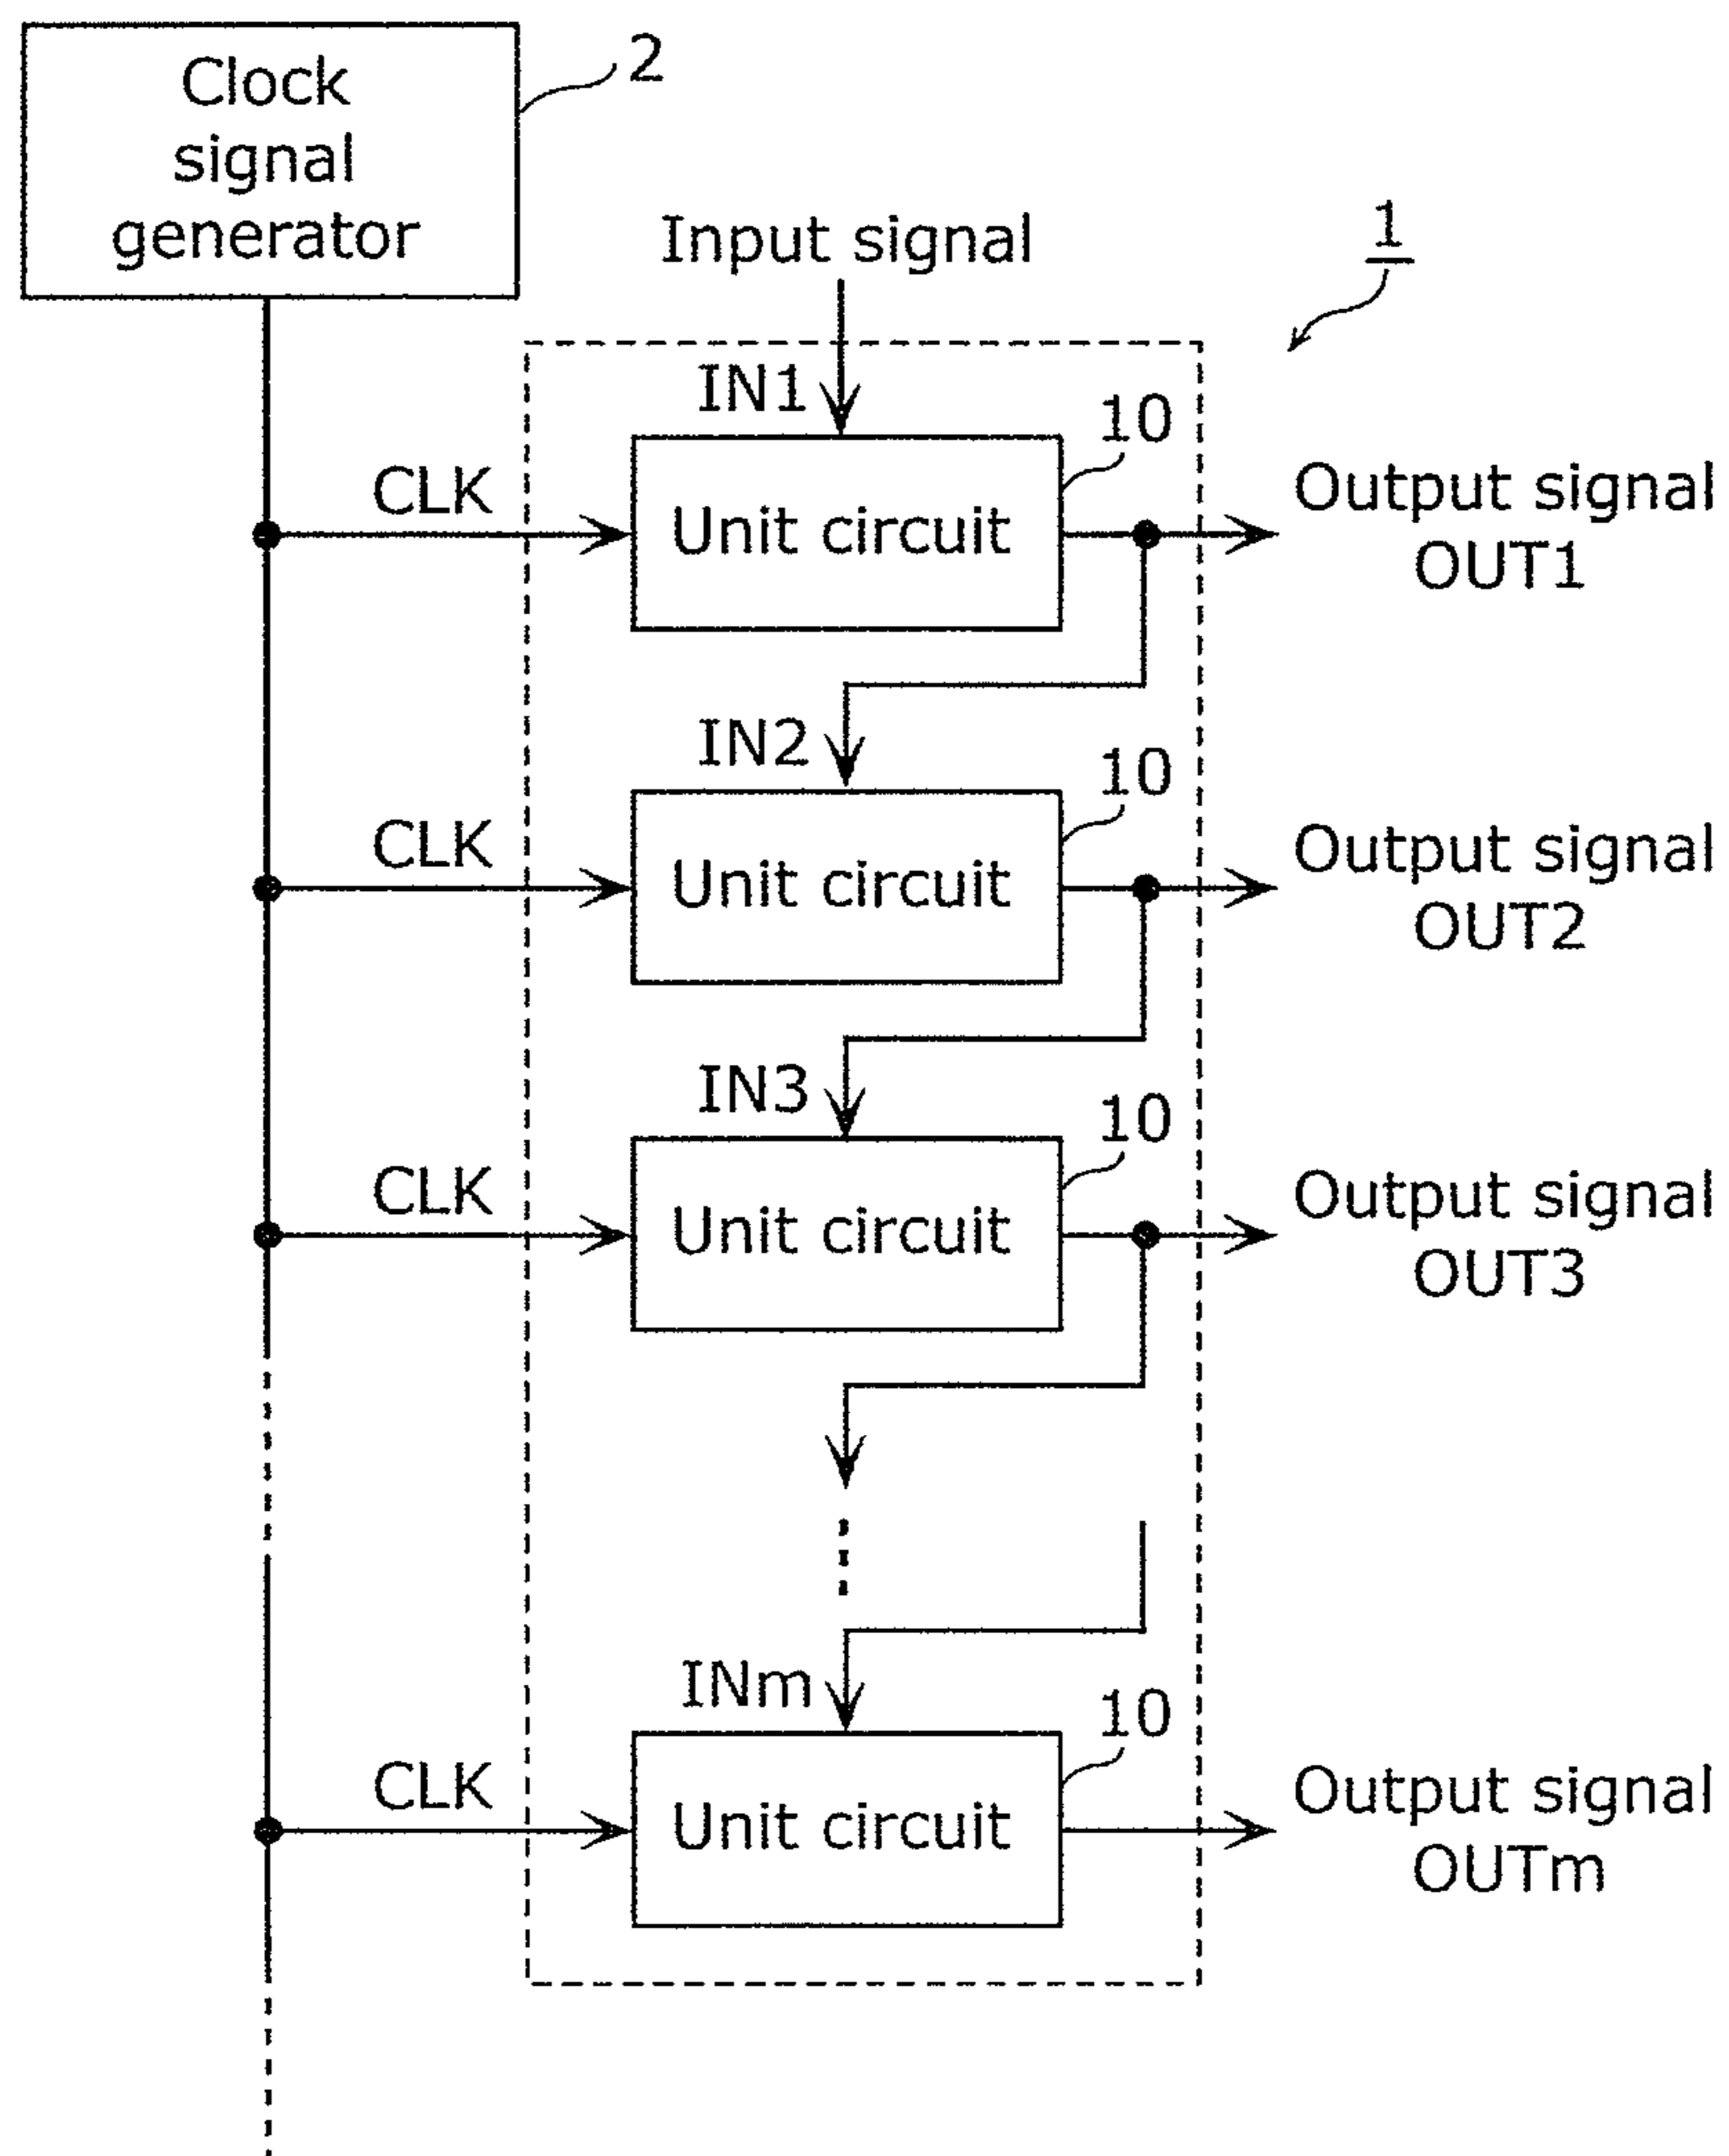 Clock
signal
generator
2
Input signal
1
IN1
10
CLK
Unit circuit
Output signal
OUT1
IN2
10
CLK
Unit circuit
Output signal
OUT2
IN3
10
CLK
Unit circuit
Output signal
OUT3
INm
10
CLK
Unit circuit
Output signal
OUTm